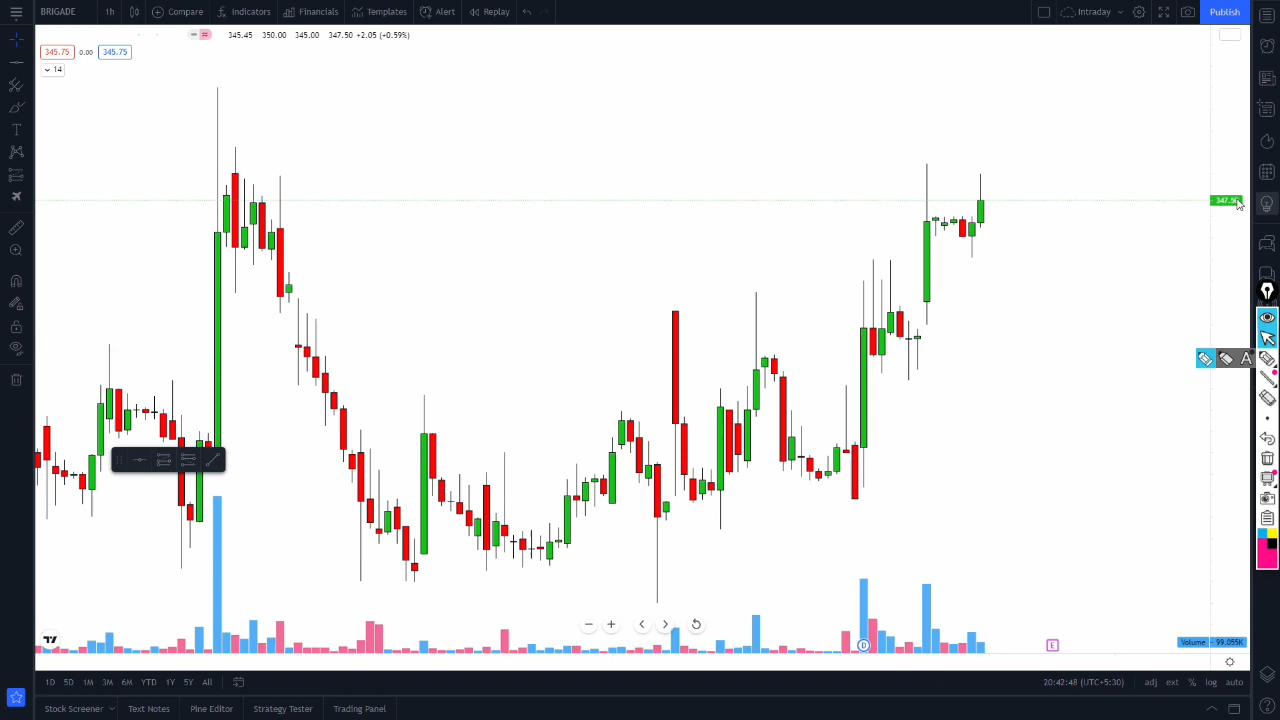 BRIGADE 1h Compare Indicators Financials Templates Alert Replay Intraday Publish
345.45 350.00 345.00 347.50 +2.05 (+0.59%)
345.75 0.00 345.75
14
A
D
E
Volume 99.055K
1D 5D 1M 3M 6M YTD 1Y 5Y All 20:42:48 (UTC+5:30) adj ext % log auto
Stock Screener Text Notes Pine Editor Strategy Tester Trading Panel